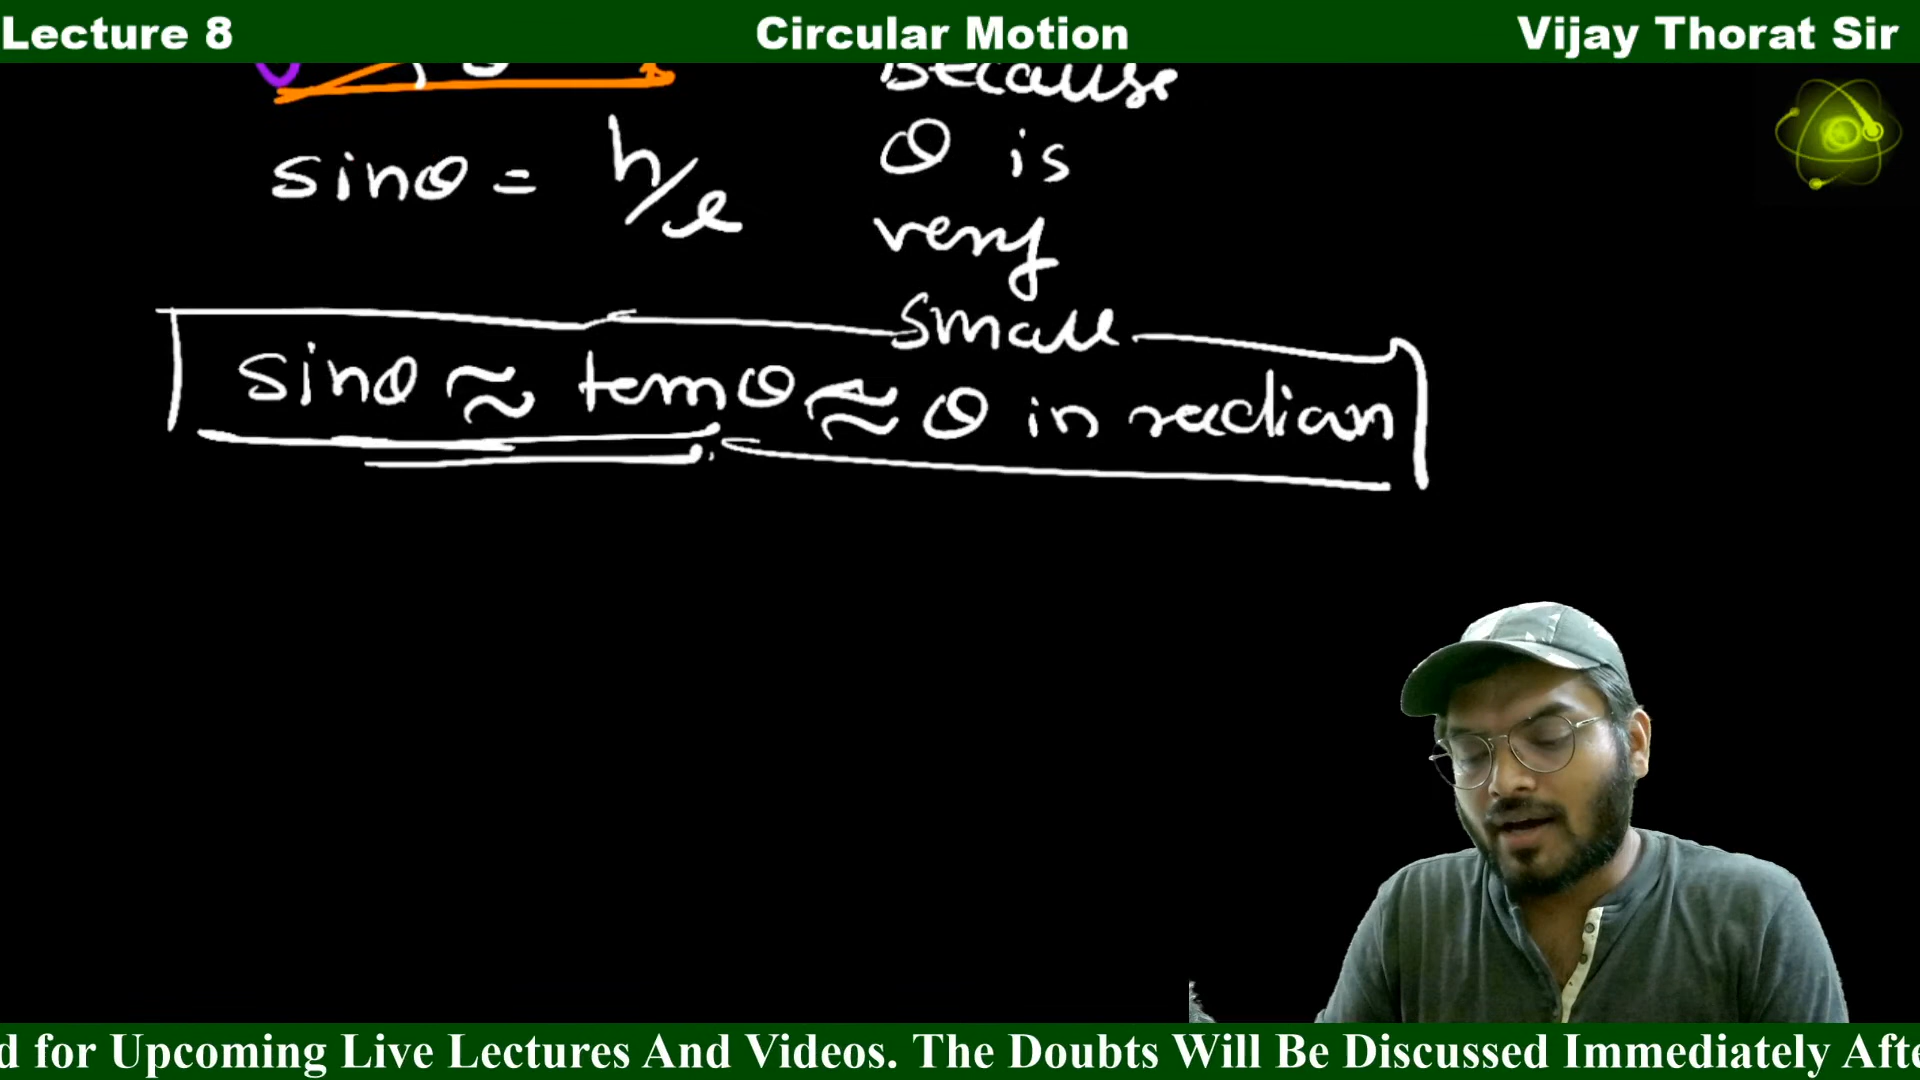 Lecture 8 Circular Motion Vijay Thorat Sir
because
sinθ = h/l θ is
very
small
sinθ ≈ tanθ ≈ θ in radian
d for Upcoming Live Lectures And Videos. The Doubts Will Be Discussed Immediately Afte